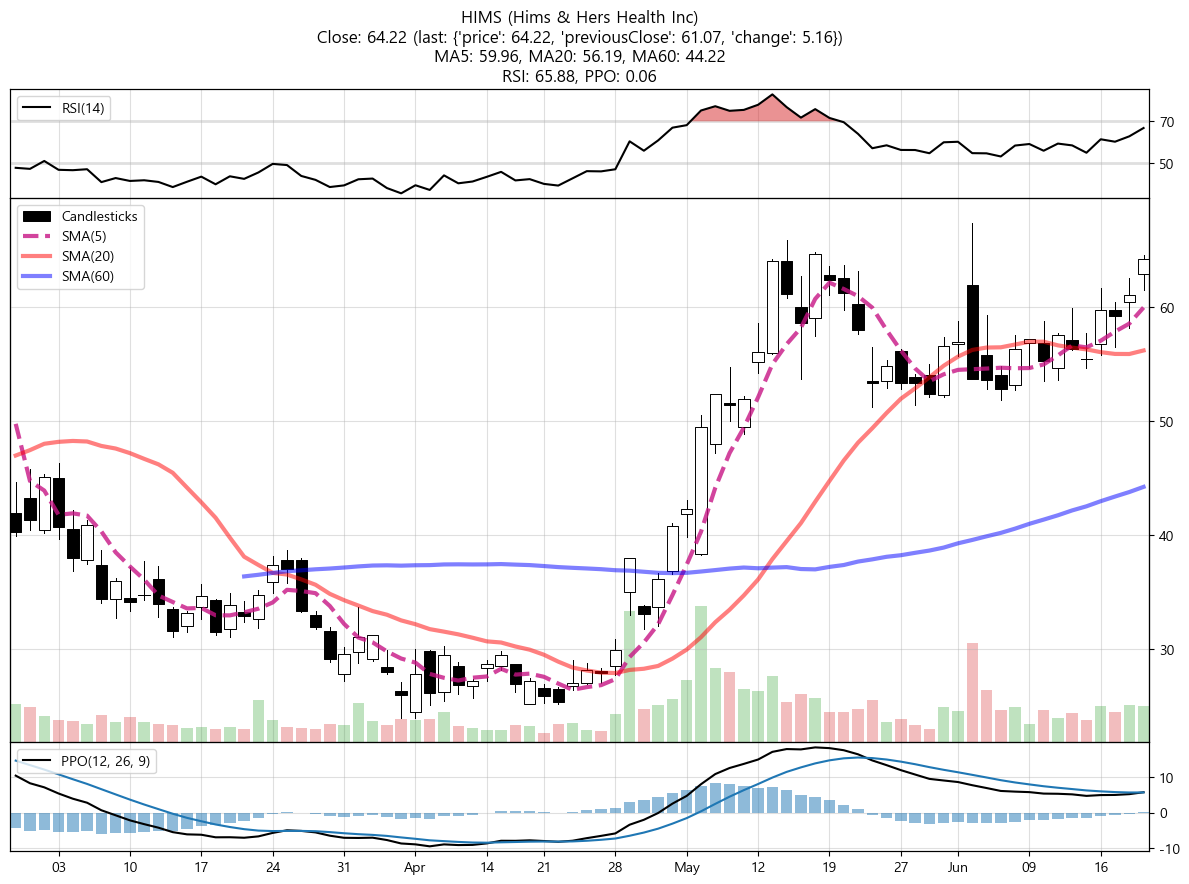 HIMS (Hims & Hers Health Inc)
Close: 64.22 (last: {'price': 64.22, 'previousClose': 61.07, 'change': 5.16})
MA5: 59.96, MA20: 56.19, MA60: 44.22
RSI: 65.88, PPO: 0.06
RSI(14)
70
50
Candlesticks
SMA(5)
SMA(20)
SMA(60)
60
50
40
30
PPO(12, 26, 9)
10
0
-10
03 10 17 24 31 Apr 14 21 28 May 12 19 27 Jun 09 16